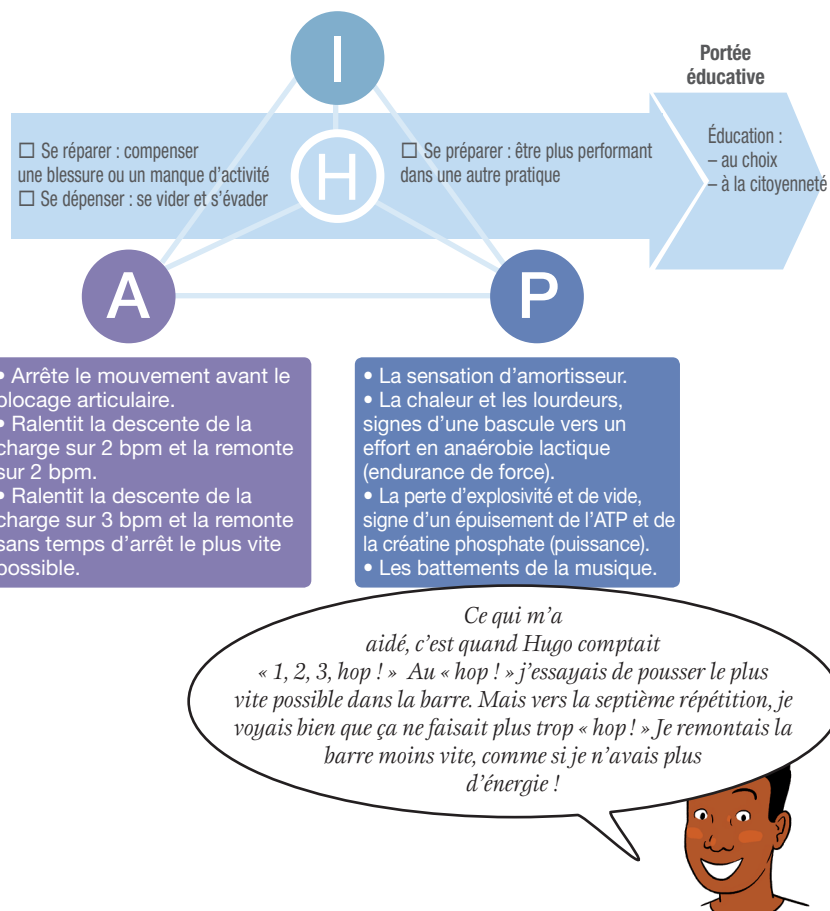 I
Portée
éducative
H
☐ Se réparer : compenser
une blessure ou un manque d'activité
☐ Se dépenser : se vider et s'évader
☐ Se préparer : être plus performant
dans une autre pratique
Éducation :
– au choix
– à la citoyenneté
A
P
• Arrête le mouvement avant le
blocage articulaire.
• Ralentit la descente de la
charge sur 2 bpm et la remonte
sur 2 bpm.
• Ralentit la descente de la
charge sur 3 bpm et la remonte
sans temps d'arrêt le plus vite
possible.
• La sensation d'amortisseur.
• La chaleur et les lourdeurs,
signes d'une bascule vers un
effort en anaérobie lactique
(endurance de force).
• La perte d'explosivité et de vide,
signe d'un épuisement de l'ATP et de
la créatine phosphate (puissance).
• Les battements de la musique.
Ce qui m'a
aidé, c'est quand Hugo comptait
« 1, 2, 3, hop ! » Au « hop ! » j'essayais de pousser le plus
vite possible dans la barre. Mais vers la septième répétition, je
voyais bien que ça ne faisait plus trop « hop ! » Je remontais la
barre moins vite, comme si je n'avais plus
d'énergie !